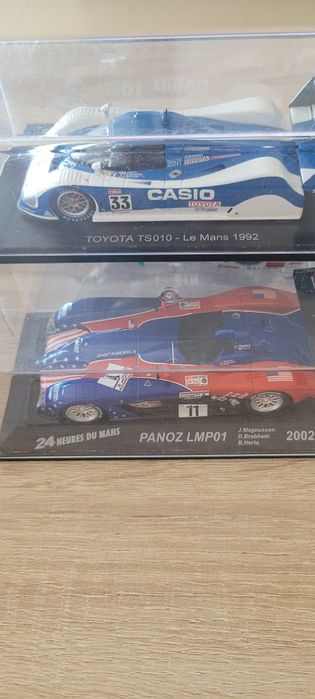 33
CASIO
TOYOTA
TOYOTA TS010 - Le Mans 1992
AMERICA
11
24 HEURES DU MANS
PANOZ LMP01
J.Magnussen
D.Brabham
B.Herta
2002